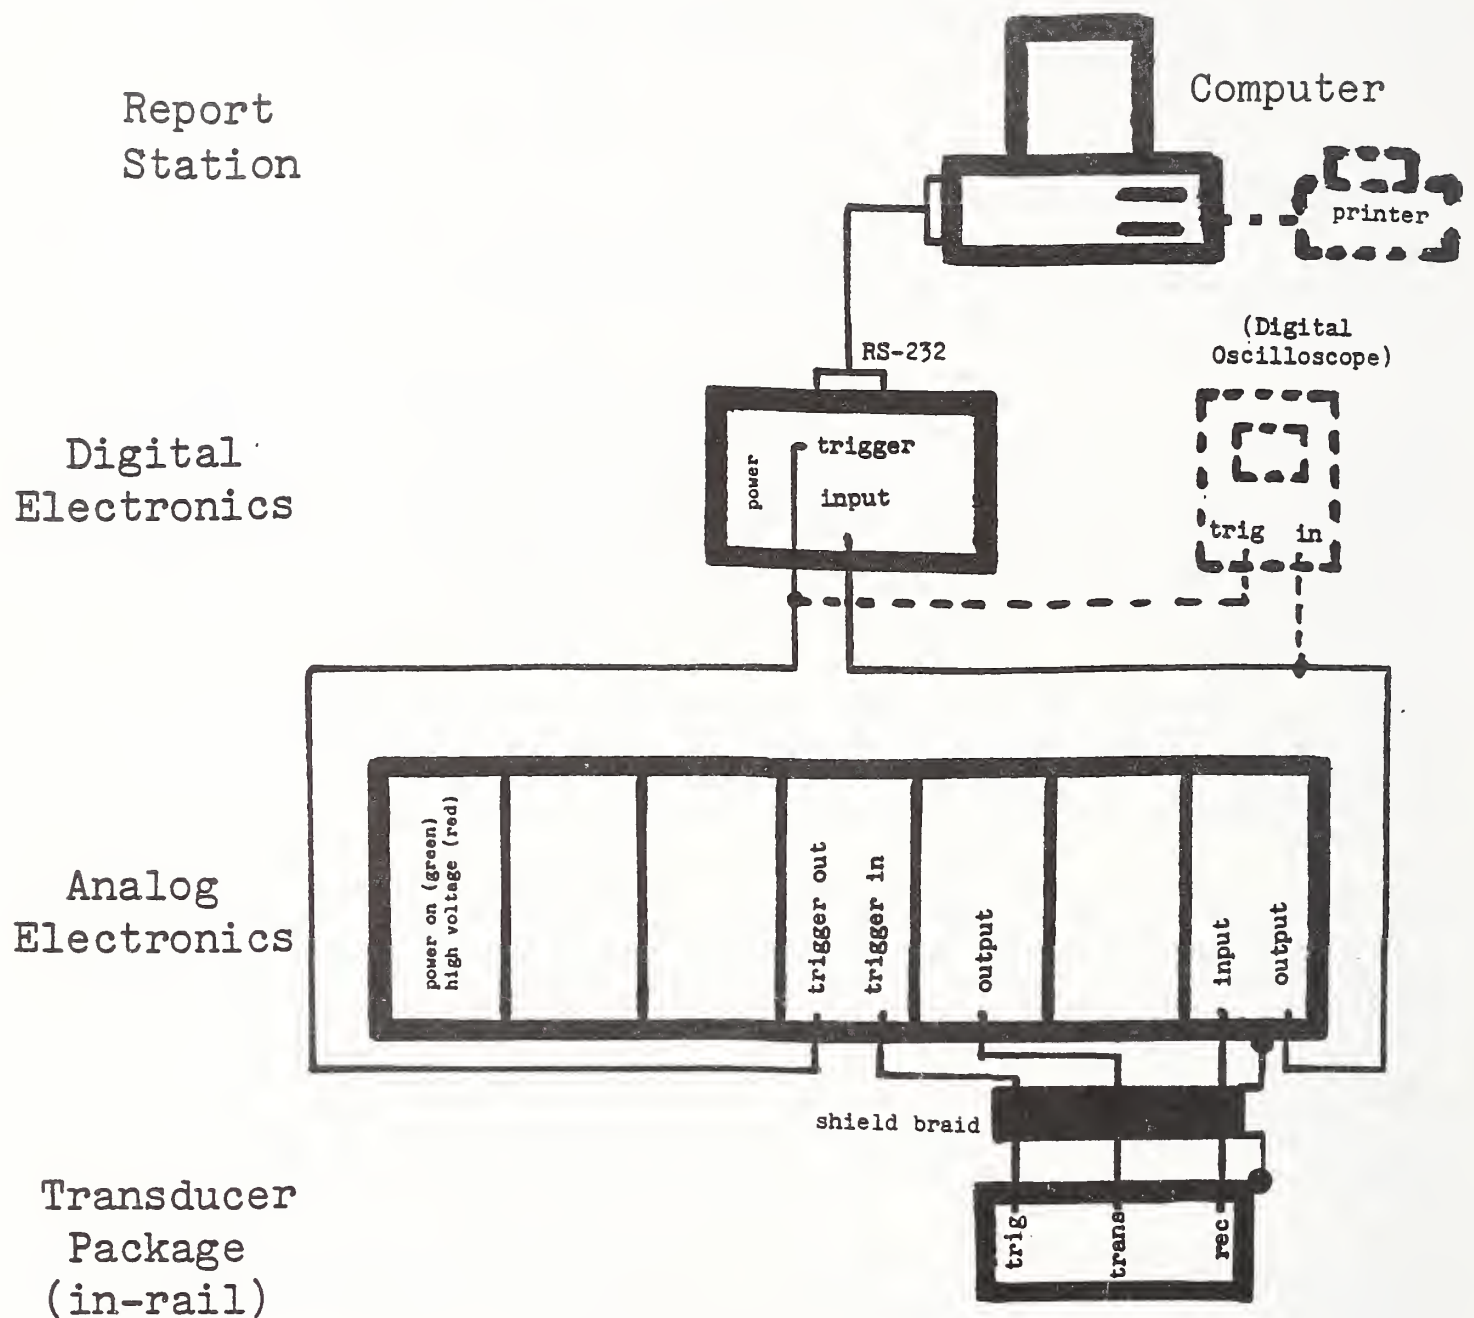 Report
Station
Computer
printer
RS-232
(Digital
Oscilloscope)
Digital
Electronics
power
trigger
input
trig in
Analog
Electronics
power on (green)
high voltage (red)
trigger out
trigger in
output
input
output
shield braid
Transducer
Package
(in-rail)
trig
trans
rec